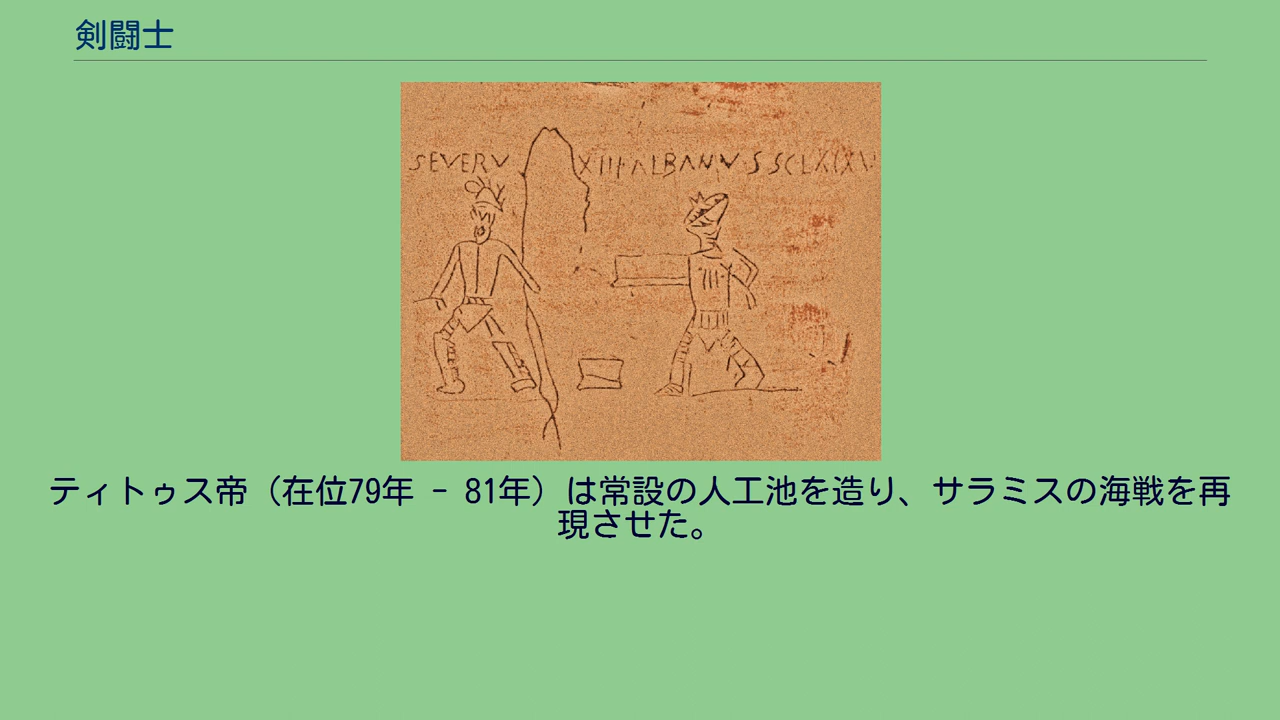 剣闘士
SEVERV XIII ALBANVS SCLXIXV
ティトゥス帝（在位79年 - 81年）は常設の人工池を造り、サラミスの海戦を再
現させた。